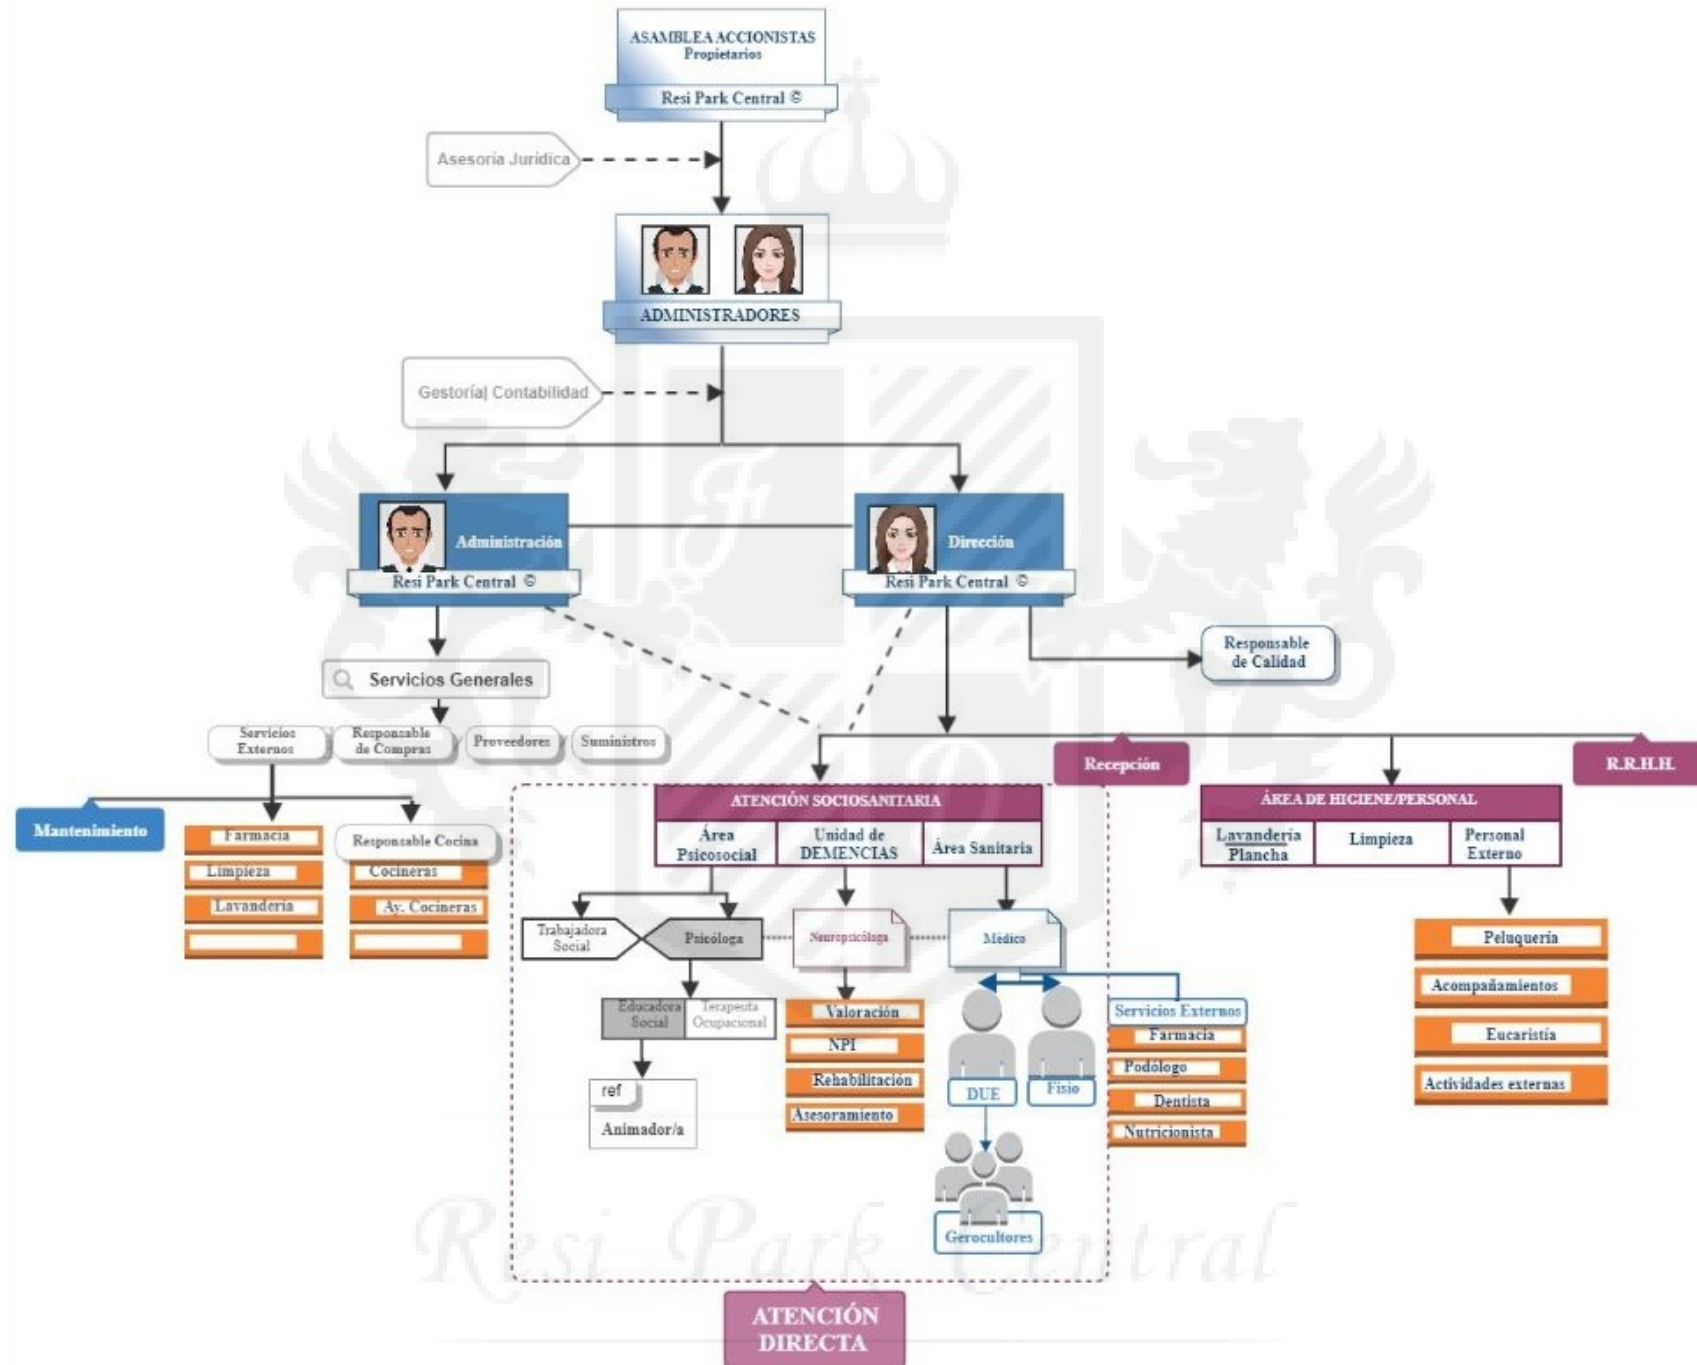 ASAMBLEA ACCIONISTAS
Propietarios
Resi Park Central ©
Asesoría Jurídica
ADMINISTRADORES
Gestoría| Contabilidad
Administración
Resi Park Central ©
Dirección
Resi Park Central ©
Responsable
de Calidad
Servicios Generales
Servicios
Externos
Responsable
de Compras
Proveedores
Suministros
Recepción
R.R.H.H.
Mantenimiento
Farmacia
Limpieza
Lavandería
Responsable Cocina
Cocineras
Ay. Cocineras
ATENCIÓN SOCIOSANITARIA
Área
Psicosocial
Unidad de
DEMENCIAS
Área Sanitaria
ÁREA DE HIGIENE/PERSONAL
Lavandería
Plancha
Limpieza
Personal
Externo
Trabajadora
Social
Psicóloga
Neuropsicóloga
Médico
Educadora
Social
Terapeuta
Ocupacional
ref
Animador/a
Valoración
NPI
Rehabilitación
Asesoramiento
DUE
Fisio
Gerocultores
Servicios Externos
Farmacia
Podólogo
Dentista
Nutricionista
Peluquería
Acompañamientos
Eucaristía
Actividades externas
F
D
Resi Park Central
ATENCIÓN
DIRECTA